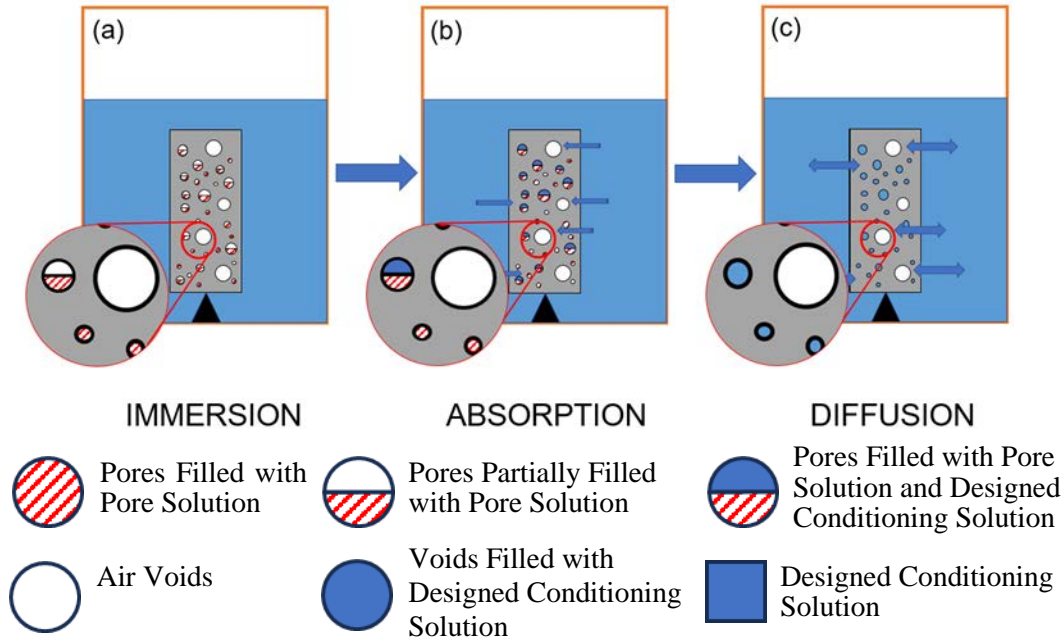 (a)
(b)
(c)
IMMERSION
ABSORPTION
DIFFUSION
Pores Filled with
Pore Solution
Pores Partially Filled
with Pore Solution
Pores Filled with Pore
Solution and Designed
Conditioning Solution
Air Voids
Voids Filled with
Designed Conditioning
Solution
Designed Conditioning
Solution